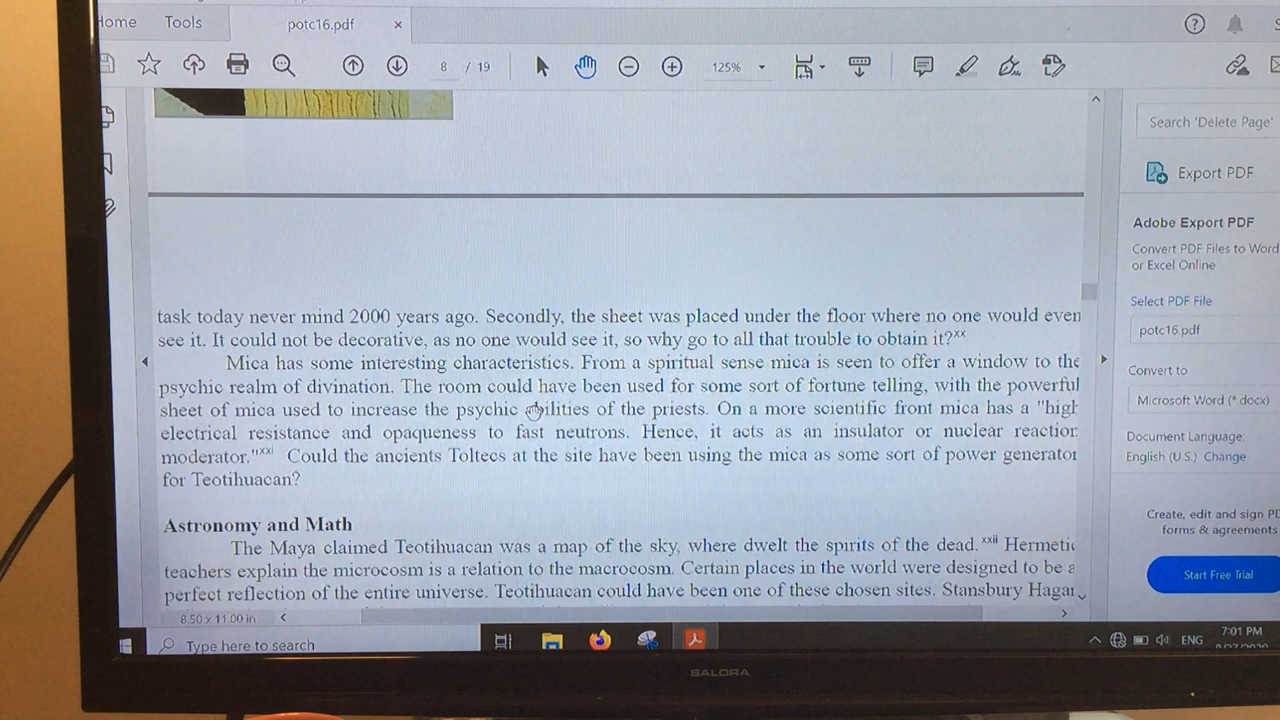 Home Tools potc16.pdf ×
8 / 19 125%
Search 'Delete Page'
Export PDF
Adobe Export PDF
Convert PDF Files to Word
or Excel Online
Select PDF File
potc16.pdf
Convert to
Microsoft Word (*.docx)
Document Language:
English (U.S.) Change
Create, edit and sign PD
forms & agreements
Start Free Trial
task today never mind 2000 years ago. Secondly, the sheet was placed under the floor where no one would even
see it. It could not be decorative, as no one would see it, so why go to all that trouble to obtain it?xx
Mica has some interesting characteristics. From a spiritual sense mica is seen to offer a window to the
psychic realm of divination. The room could have been used for some sort of fortune telling, with the powerful
sheet of mica used to increase the psychic abilities of the priests. On a more scientific front mica has a "high
electrical resistance and opaqueness to fast neutrons. Hence, it acts as an insulator or nuclear reaction
moderator."xxi Could the ancients Toltecs at the site have been using the mica as some sort of power generator
for Teotihuacan?
Astronomy and Math
The Maya claimed Teotihuacan was a map of the sky, where dwelt the spirits of the dead.xxii Hermetic
teachers explain the microcosm is a relation to the macrocosm. Certain places in the world were designed to be a
perfect reflection of the entire universe. Teotihuacan could have been one of these chosen sites. Stansbury Hagar
8.50 x 11.00 in
Type here to search
ENG
7:01 PM
SALORA